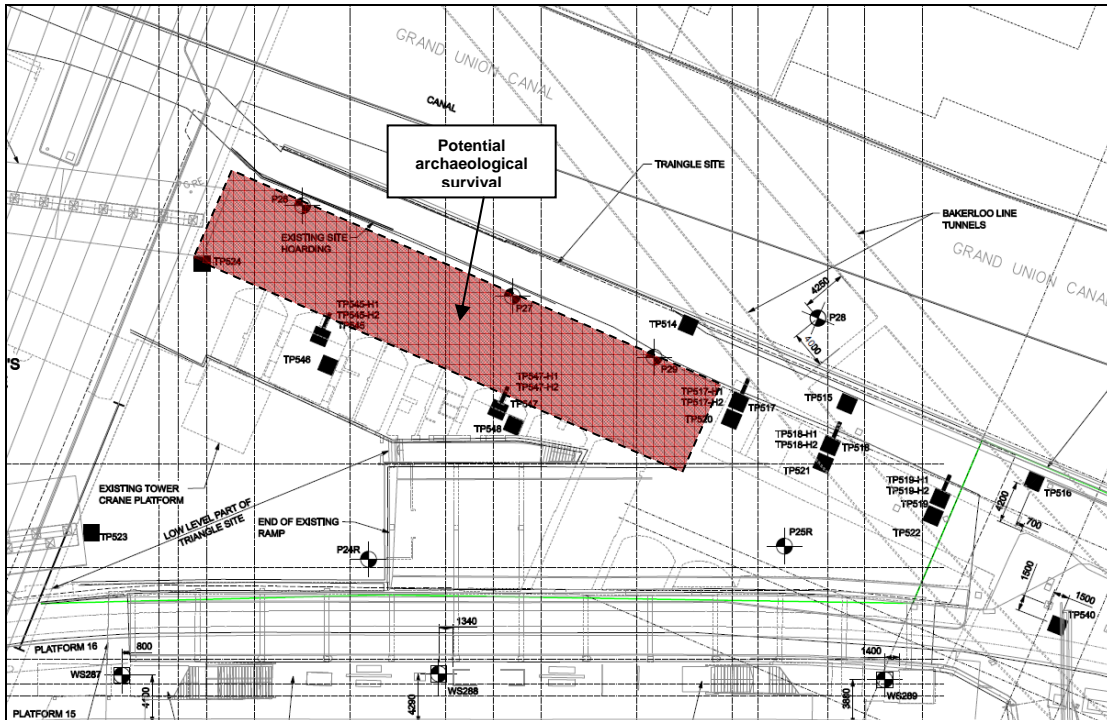 GRAND UNION CANAL
CANAL
Potential
archaeological
survival
TRAINGLE SITE
BAKERLOO LINE
TUNNELS
GRAND UNION CANAL
P26
EXISTING SITE
HOARDING
TP524
P27
4250
P28
4000
TP514
TP545-H1
TP545-H2
TP546
P29
TP547-H1
TP547-H2
TP547
TP548
TP517-H1
TP517-H2
TP517
TP520
TP515
TP518-H1
TP518-H2
TP521
'S
EXISTING TOWER
CRANE PLATFORM
LOW LEVEL PART OF
TRIANGLE SITE
END OF EXISTING
RAMP
TP519-H1
TP519-H2
TP519
TP522
TP516
4200
700
TP523
P24R
P25R
1500
1500
TP540
PLATFORM 16
800
1340
1400
WS287
4100
WS288
4290
WS289
3880
PLATFORM 15